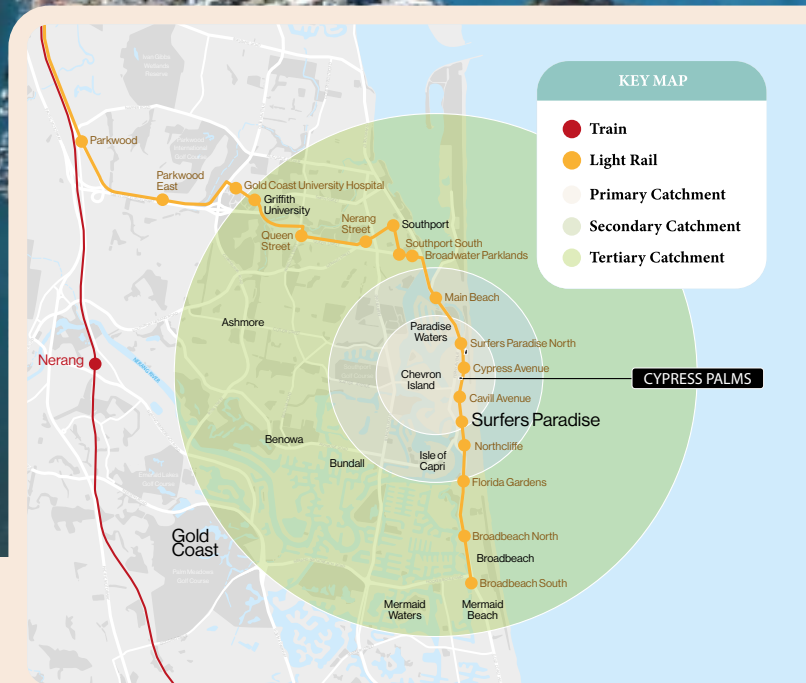 KEY MAP
Train
Light Rail
Primary Catchment
Secondary Catchment
Tertiary Catchment
Parkwood
Parkwood
East
Gold Coast University Hospital
Griffith
University
Queen
Street
Nerang
Street
Southport
Southport South
Broadwater Parklands
Main Beach
Ashmore
Paradise
Waters
Surfers Paradise North
Nerang
NERANG RIVER
Chevron
Island
Cypress Avenue
CYPRESS PALMS
Cavill Avenue
Surfers Paradise
Benowa
Northcliffe
Bundall
Isle of
Capri
Florida Gardens
Gold
Coast
Broadbeach North
Broadbeach
Broadbeach South
Mermaid
Waters
Mermaid
Beach